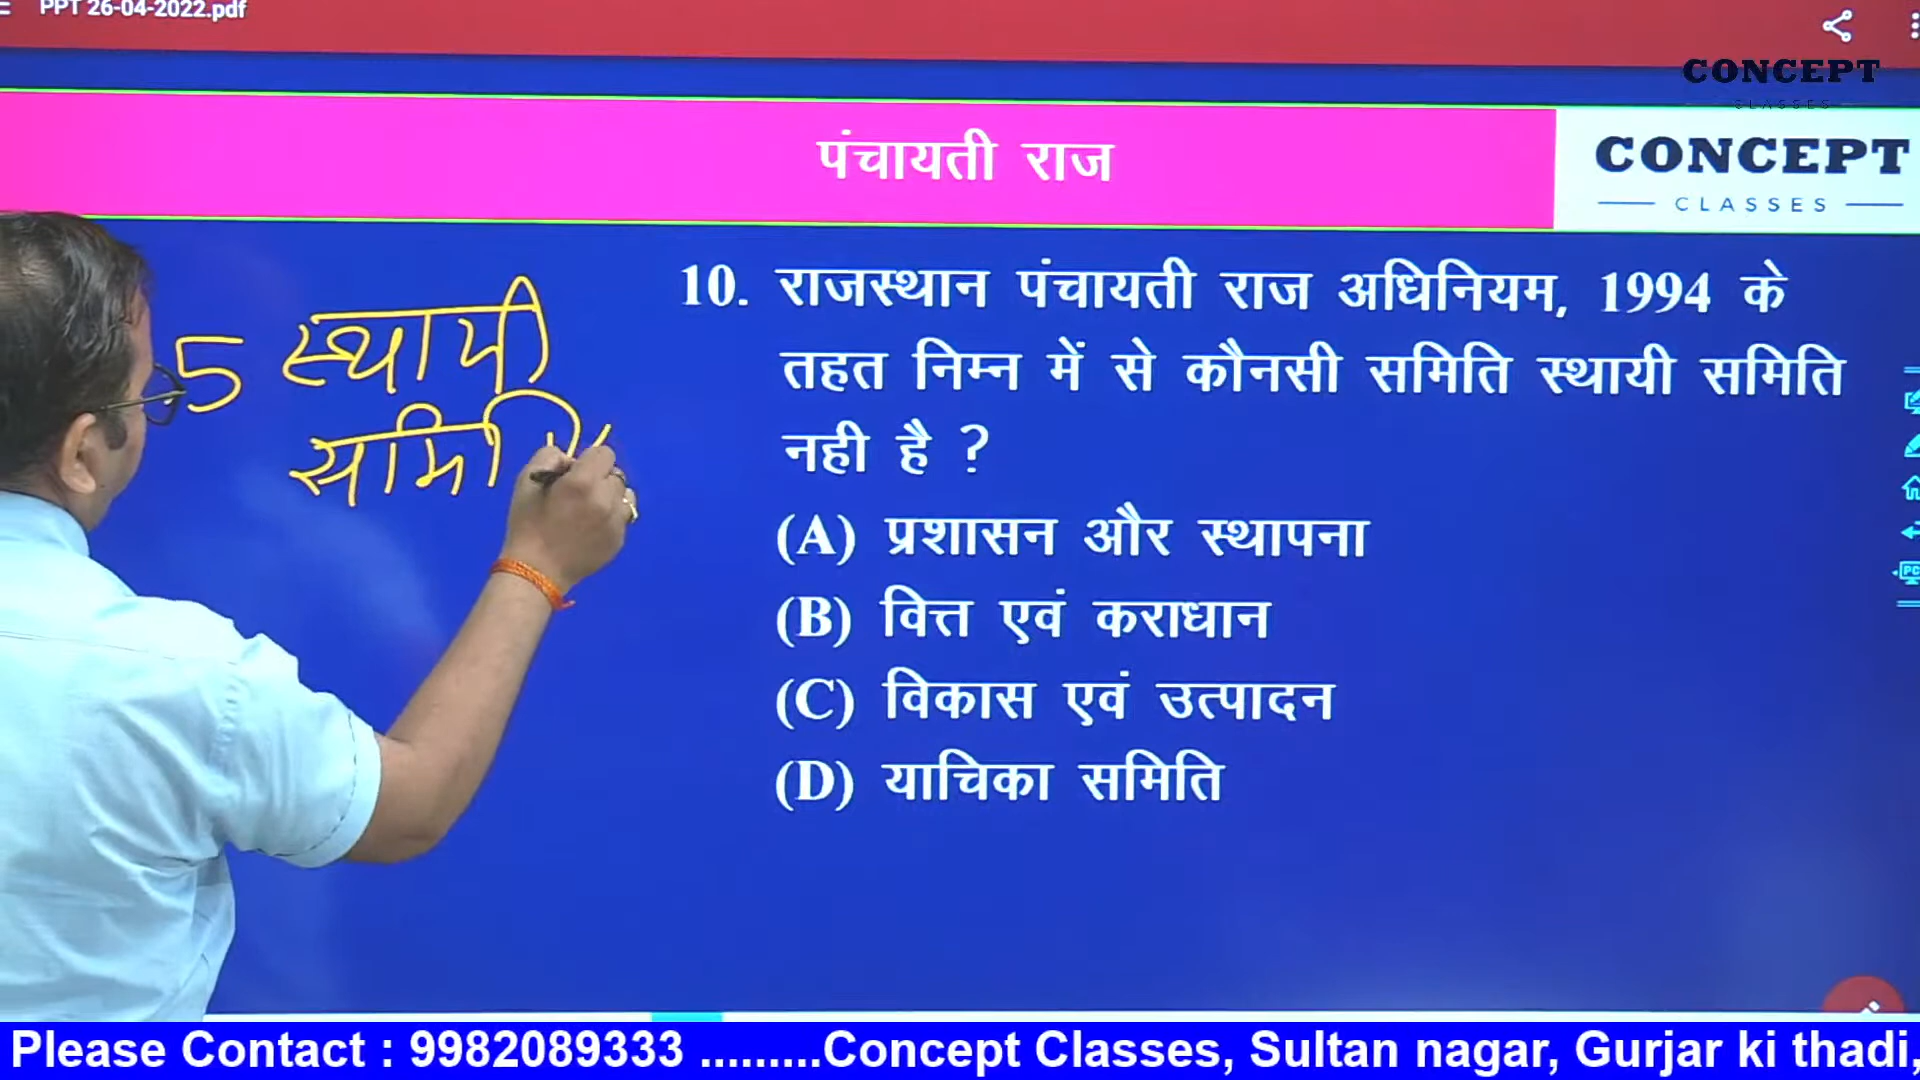 PPT 26-04-2022.pdf
CONCEPT
CLASSES
पंचायती राज
CONCEPT
CLASSES
5 स्थायी
समिति
10. राजस्थान पंचायती राज अधिनियम, 1994 के
तहत निम्न में से कौनसी समिति स्थायी समिति
नही है ?
(A) प्रशासन और स्थापना
(B) वित्त एवं कराधान
(C) विकास एवं उत्पादन
(D) याचिका समिति
PC
Please Contact : 9982089333 .........Concept Classes, Sultan nagar, Gurjar ki thadi,